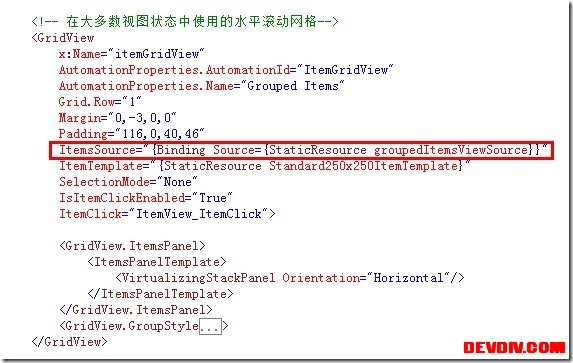 <!-- 在大多数视图状态中使用的水平滚动网格-->
<GridView
x:Name="itemGridView"
AutomationProperties.AutomationId="ItemGridView"
AutomationProperties.Name="Grouped Items"
Grid.Row="1"
Margin="0,-3,0,0"
Padding="116,0,40,46"
ItemsSource="{Binding Source={StaticResource groupedItemsViewSource}}"
ItemTemplate="{StaticResource Standard250x250ItemTemplate}"
SelectionMode="None"
IsItemClickEnabled="True"
ItemClick="ItemView_ItemClick">
<GridView.ItemsPanel>
<ItemsPanelTemplate>
<VirtualizingStackPanel Orientation="Horizontal"/>
</ItemsPanelTemplate>
</GridView.ItemsPanel>
<GridView.GroupStyle...>
</GridView>
DEVDIV.COM